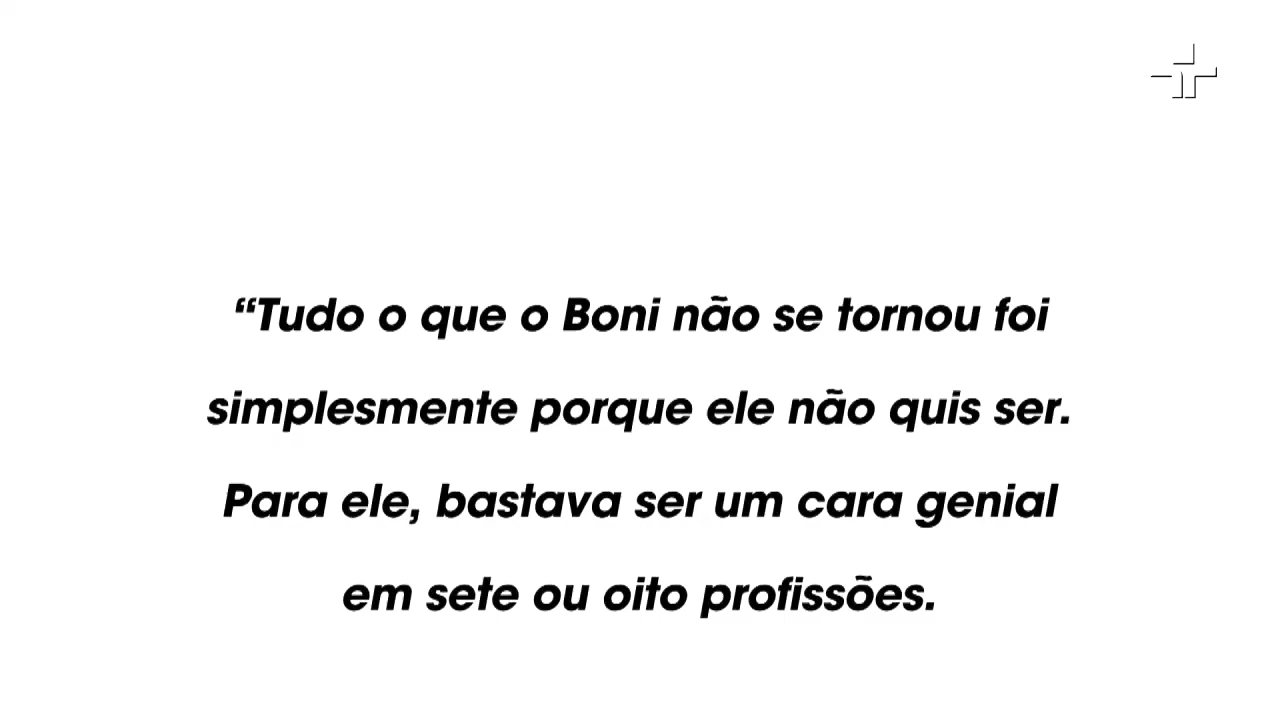 “Tudo o que o Boni não se tornou foi
simplesmente porque ele não quis ser.
Para ele, bastava ser um cara genial
em sete ou oito profissões.